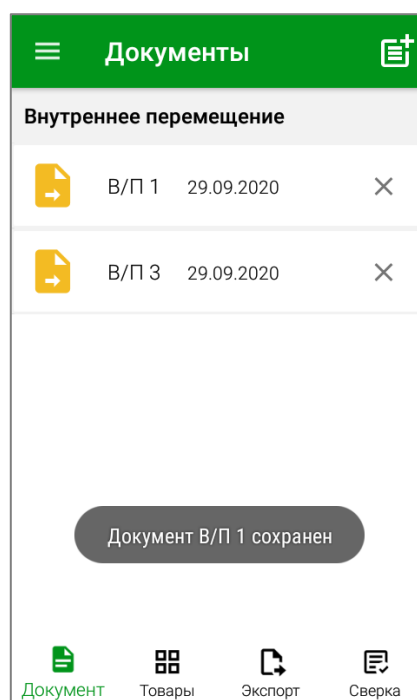 Документы
Внутреннее перемещение
В/П 1 29.09.2020
В/П 3 29.09.2020
Документ В/П 1 сохранен
Документ Товары Экспорт Сверка